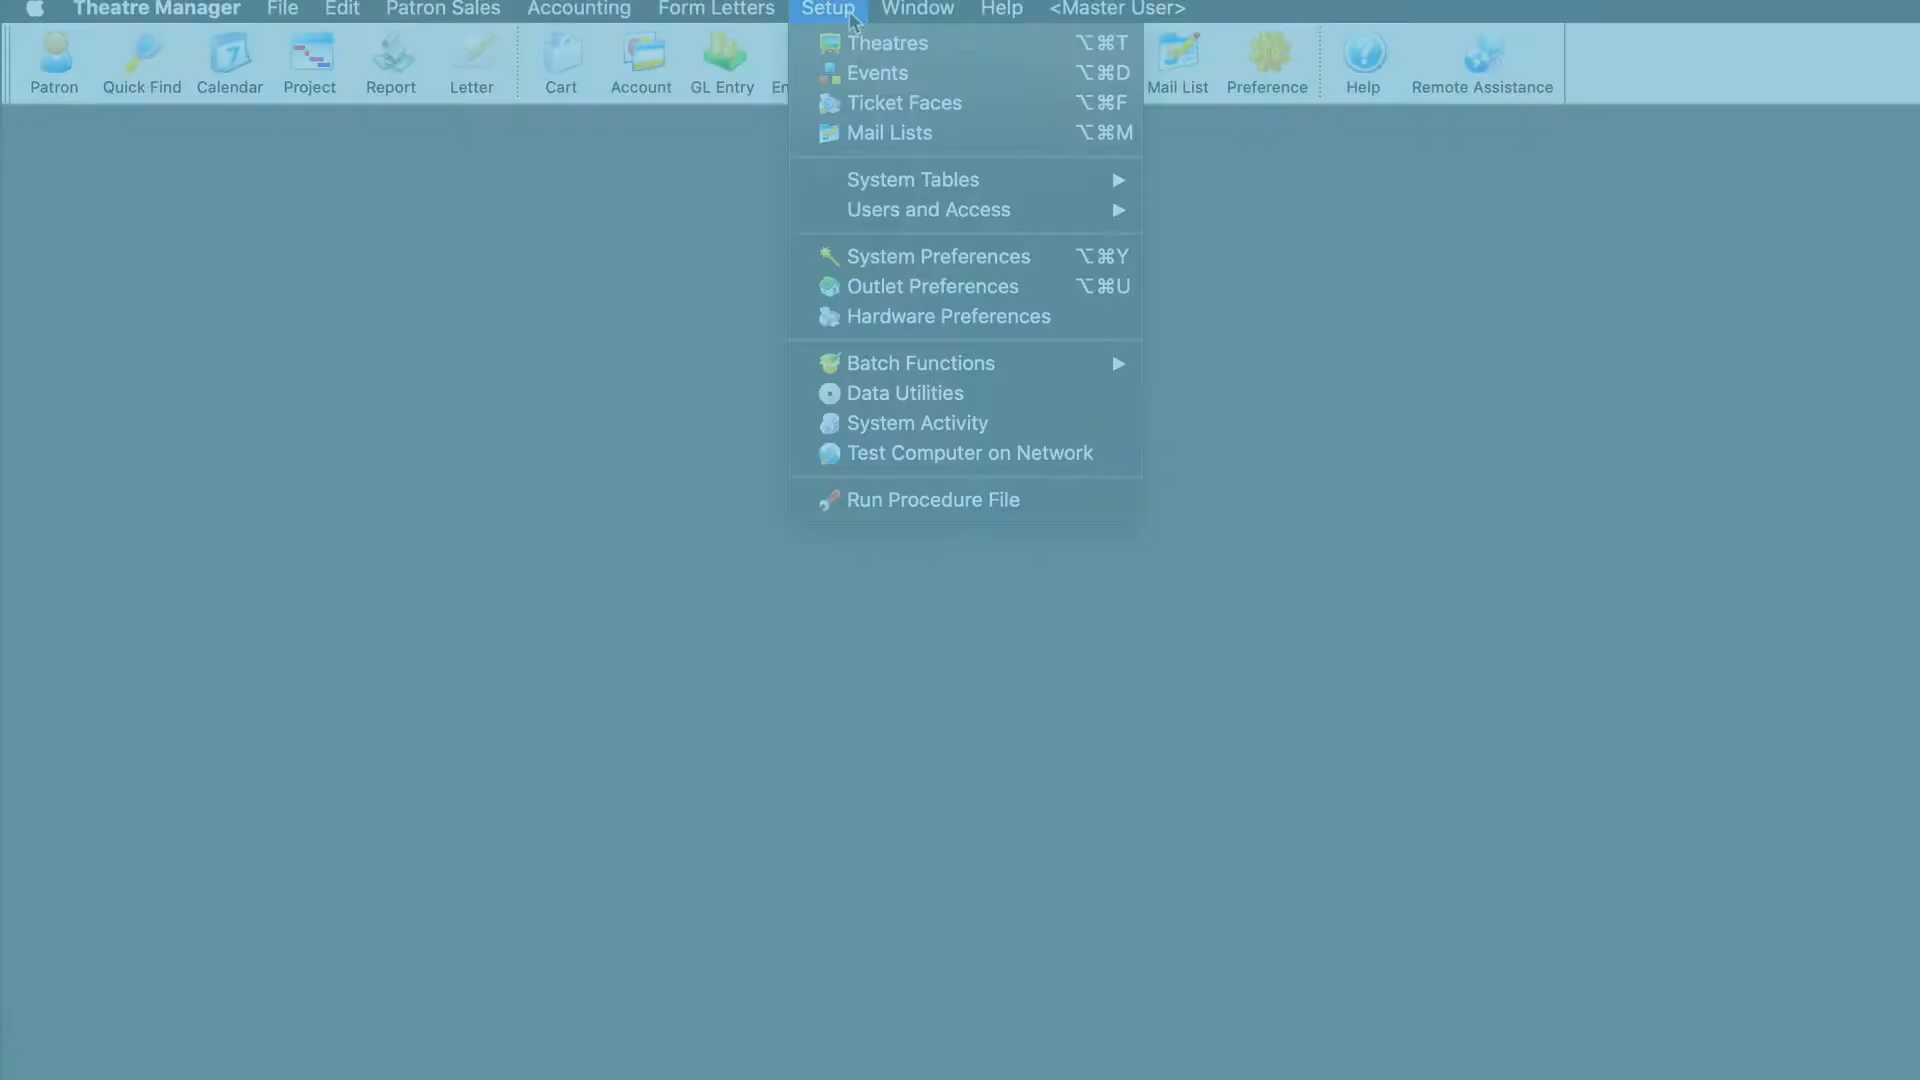 Theatre Manager File Edit Patron Sales Accounting Form Letters Setup Window Help <Master User>
Patron Quick Find Calendar Project Report Letter Cart Account GL Entry Mail List Preference Help Remote Assistance
Theatres ⌥⌘T
Events ⌥⌘D
Ticket Faces ⌥⌘F
Mail Lists ⌥⌘M
System Tables
Users and Access
System Preferences ⌥⌘Y
Outlet Preferences ⌥⌘U
Hardware Preferences
Batch Functions
Data Utilities
System Activity
Test Computer on Network
Run Procedure File